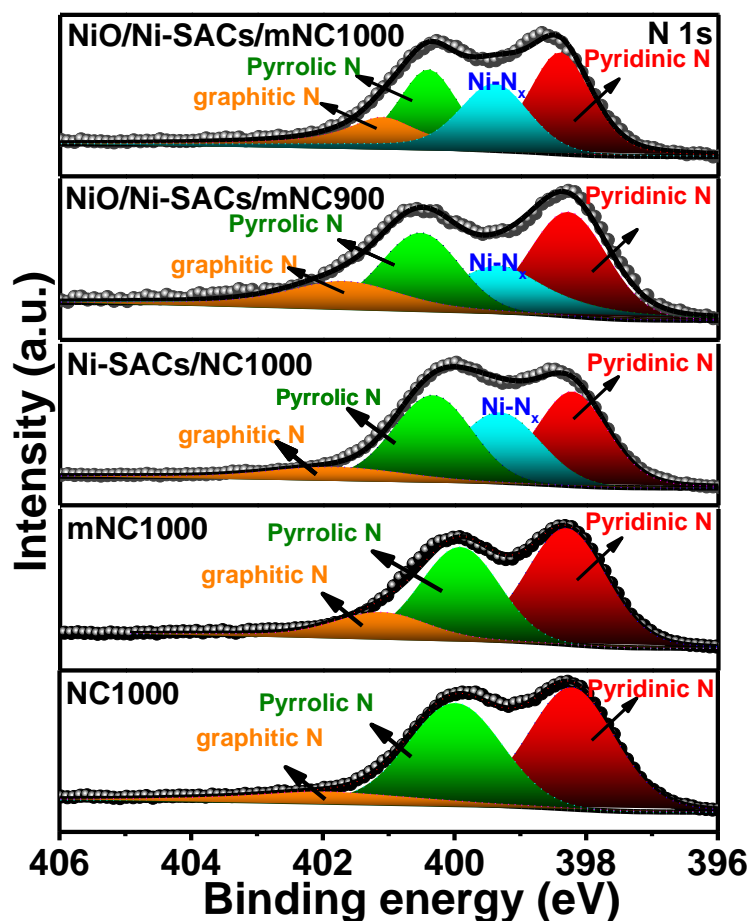 NiO/Ni-SACs/mNC1000
N 1s
Pyrrolic N
Pyridinic N
graphitic N
Ni-Nx
NiO/Ni-SACs/mNC900
Pyridinic N
Pyrrolic N
graphitic N
Ni-Nx
Ni-SACs/NC1000
Pyridinic N
Pyrrolic N
Ni-Nx
graphitic N
mNC1000
Pyridinic N
Pyrrolic N
graphitic N
NC1000
Pyridinic N
Pyrrolic N
graphitic N
Intensity (a.u.)
406 404 402 400 398 396
Binding energy (eV)